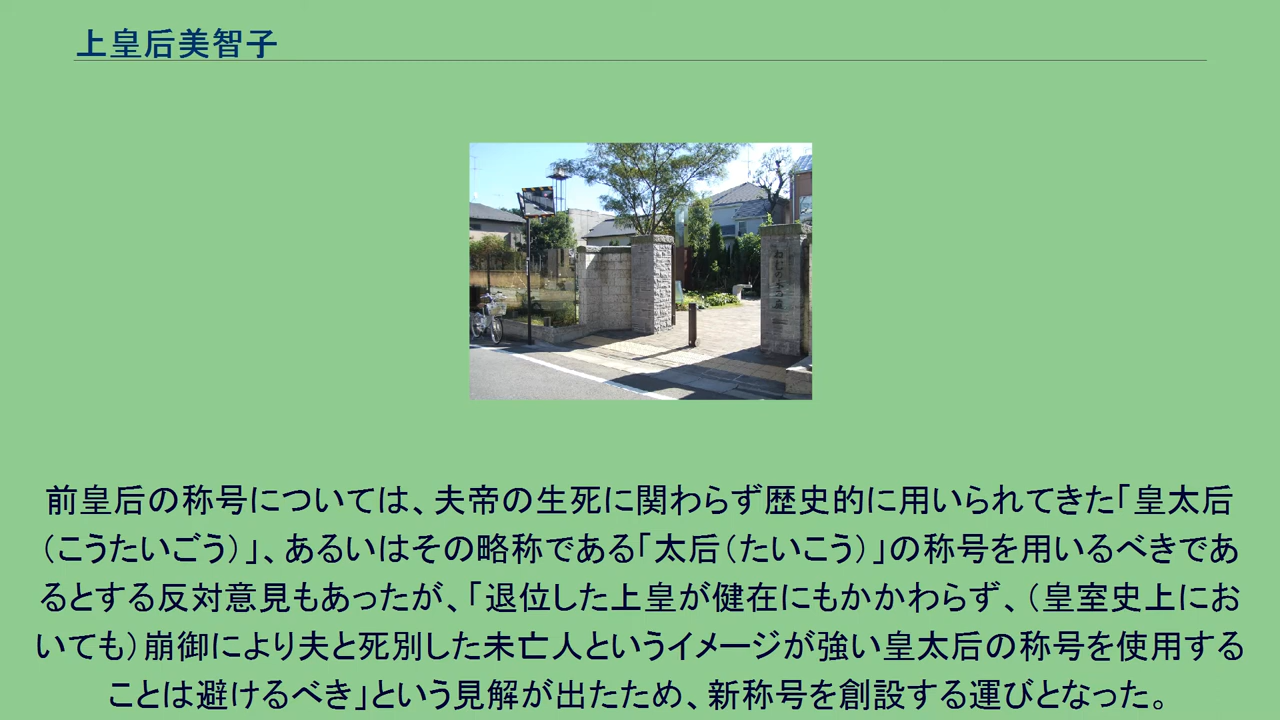 上皇后美智子
ねむの木の庭
前皇后の称号については、夫帝の生死に関わらず歴史的に用いられてきた「皇太后
（こうたいごう）」、あるいはその略称である「太后（たいこう）」の称号を用いるべきであ
るとする反対意見もあったが、「退位した上皇が健在にもかかわらず、（皇室史上にお
いても）崩御により夫と死別した未亡人というイメージが強い皇太后の称号を使用する
ことは避けるべき」という見解が出たため、新称号を創設する運びとなった。